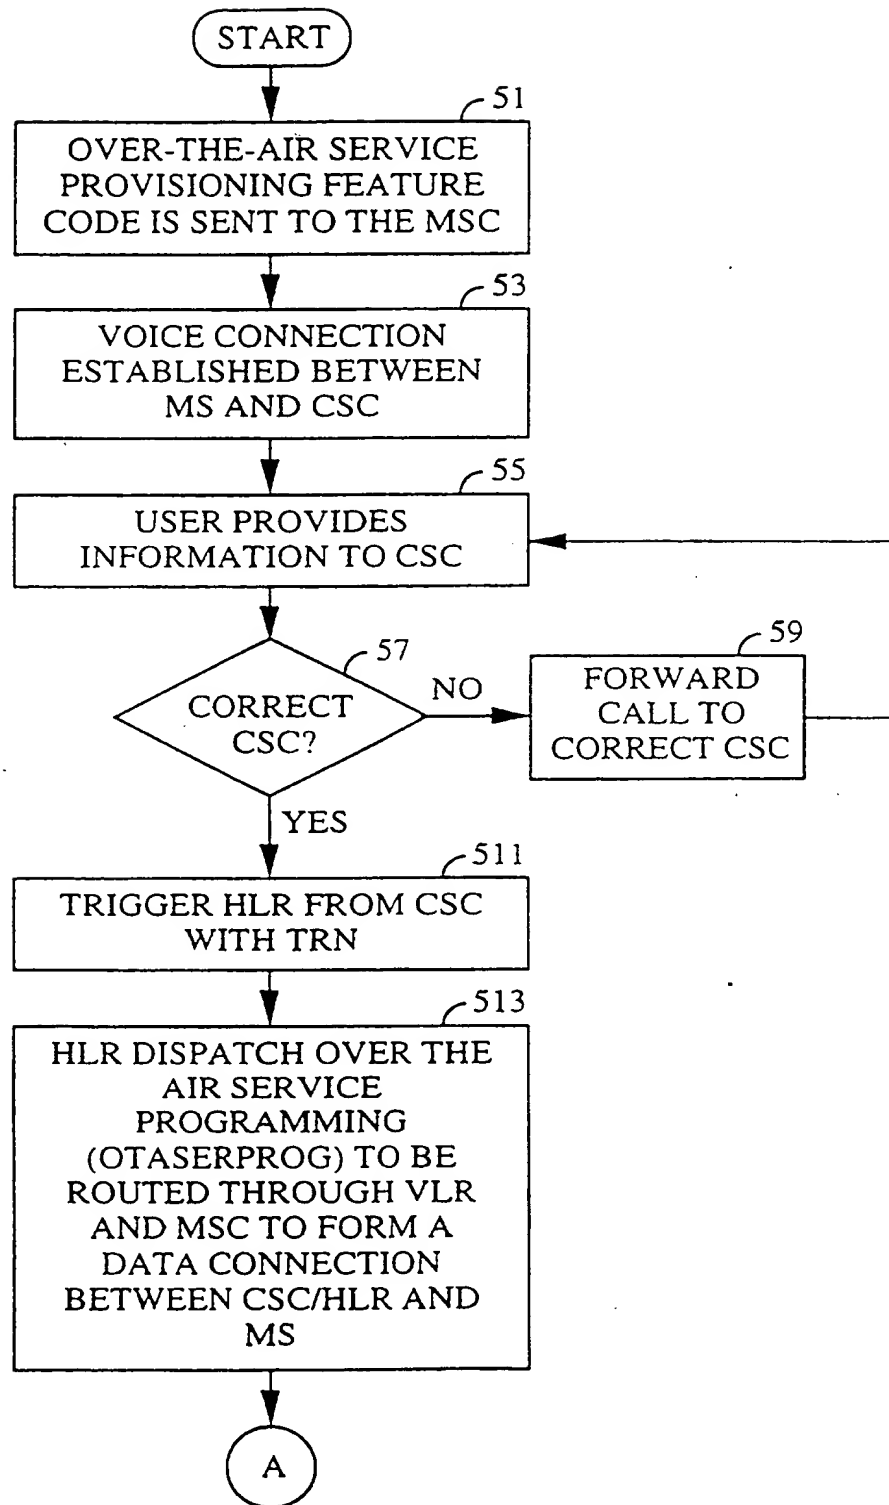 START
51
OVER-THE-AIR SERVICE
PROVISIONING FEATURE
CODE IS SENT TO THE MSC
53
VOICE CONNECTION
ESTABLISHED BETWEEN
MS AND CSC
55
USER PROVIDES
INFORMATION TO CSC
57
CORRECT
CSC?
NO
59
FORWARD
CALL TO
CORRECT CSC
YES
511
TRIGGER HLR FROM CSC
WITH TRN
513
HLR DISPATCH OVER THE
AIR SERVICE
PROGRAMMING
(OTASERPROG) TO BE
ROUTED THROUGH VLR
AND MSC TO FORM A
DATA CONNECTION
BETWEEN CSC/HLR AND
MS
A